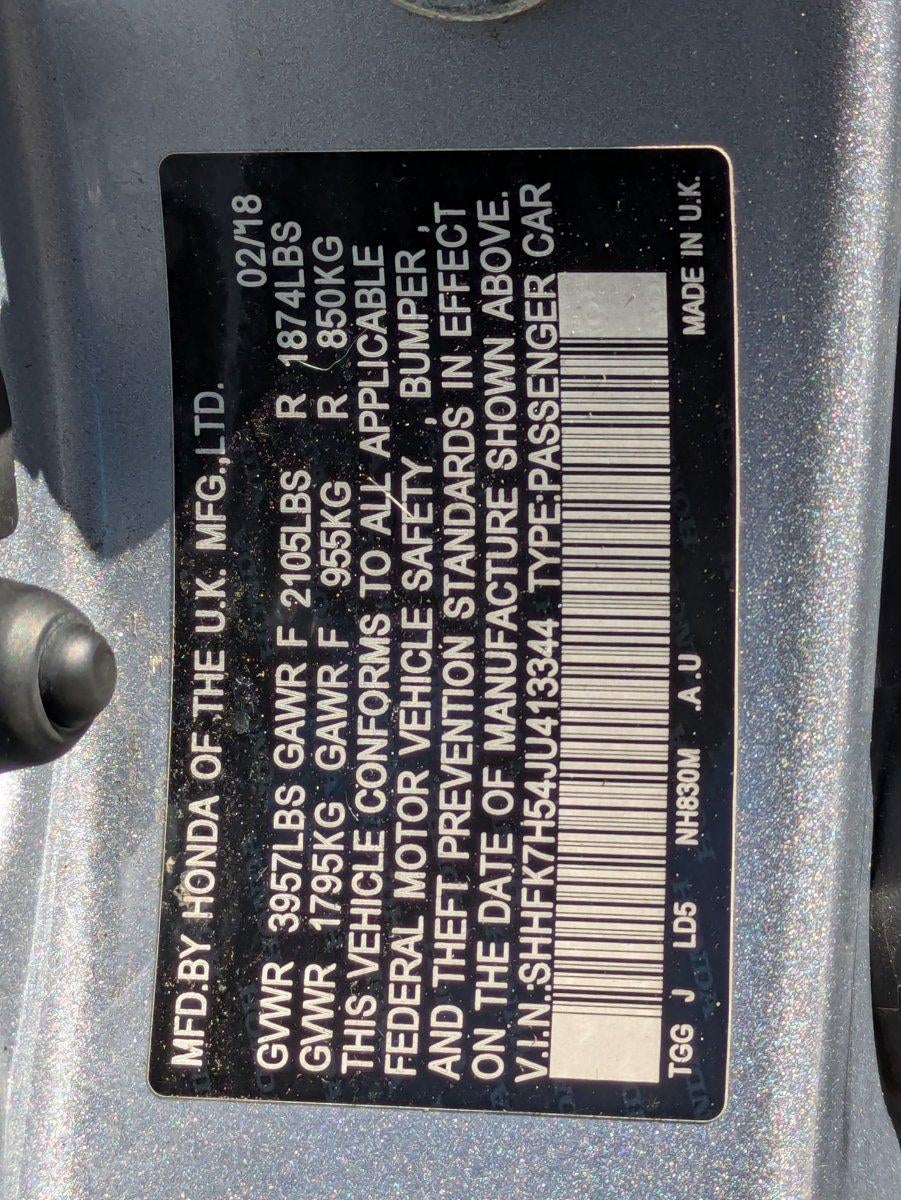 MFD.BY HONDA OF THE U.K. MFG.,LTD.
02/18
GVWR 3957LBS GAWR F 2105LBS R 1874LBS
GVWR 1795KG GAWR F 955KG R 850KG
THIS VEHICLE CONFORMS TO ALL APPLICABLE
FEDERAL MOTOR VEHICLE SAFETY , BUMPER ,
AND THEFT PREVENTION STANDARDS IN EFFECT
ON THE DATE OF MANUFACTURE SHOWN ABOVE.
V.I.N.:SHHFK7H54JU413344 TYPE:PASSENGER CAR
TGG J LD5 NH830M .A.U MADE IN U.K.